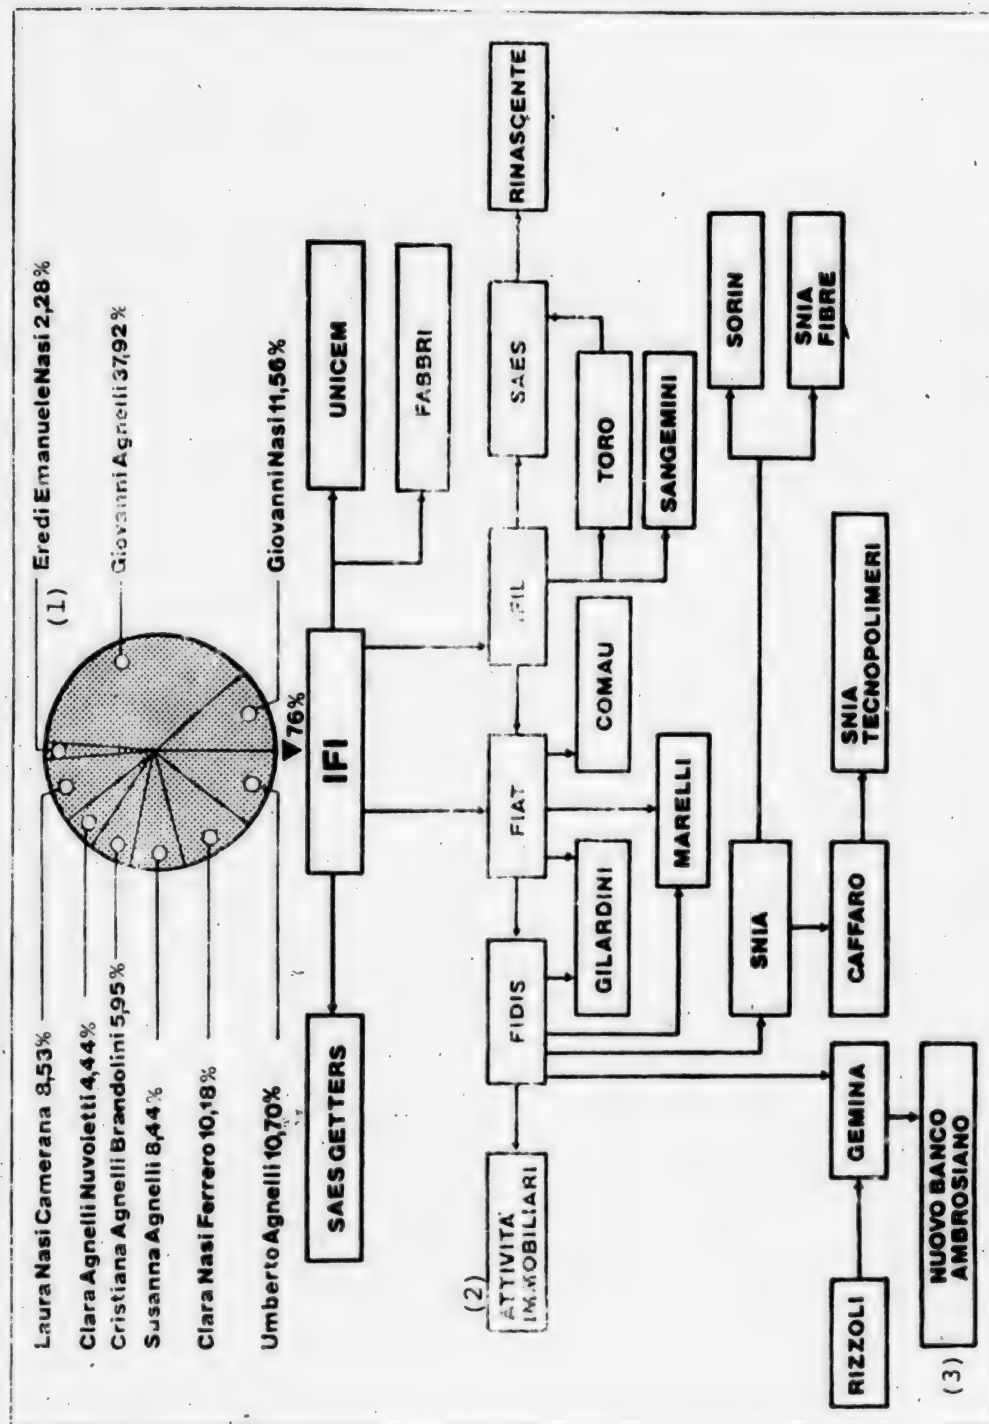 Laura Nasi Camerana 8,53%
Clara Agnelli Nuvoletti 4,44%
Cristiana Agnelli Brandolini 5,95%
Susanna Agnelli 8,44%
Clara Nasi Ferrero 10,18%
Umberto Agnelli 10,70%
Eredi Emanuele Nasi 2,28%
(1)
Giovanni Agnelli 37,92%
Giovanni Nasi 11,56%
76%
SAES GETTERS
IFI
UNICEM
FABBRI
(2)
ATTIVITÀ
IMMOBILIARI
FIDIS
FIAT
IFIL
SAES
RINASCENTE
GILARDINI
COMAU
TORO
MARELLI
SANGEMINI
SNIA
SORIN
SNIA
FIBRE
RIZZOLI
GEMINA
CAFFARO
SNIA
TECNOPOLIMERI
(3)
NUOVO BANCO
AMBROSIANO